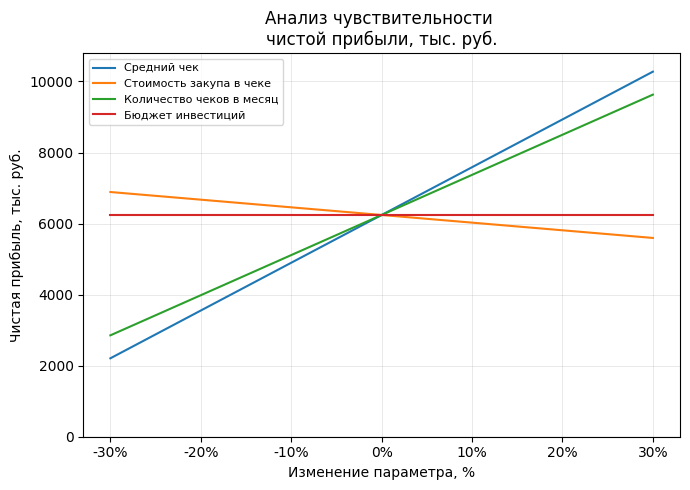 Анализ чувствительности
чистой прибыли, тыс. руб.
Средний чек
Стоимость закупа в чеке
Количество чеков в месяц
Бюджет инвестиций
Чистая прибыль, тыс. руб.
10000
8000
6000
4000
2000
0
-30% -20% -10% 0% 10% 20% 30%
Изменение параметра, %